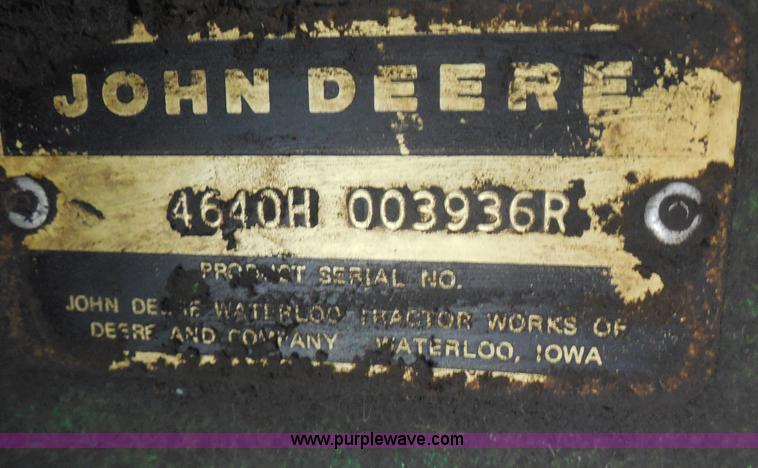 JOHN DEERE
4640H 003936R
PRODUCT SERIAL NO.
JOHN DEERE WATERLOO TRACTOR WORKS OF
DEERE AND COMPANY WATERLOO, IOWA
www.purplewave.com